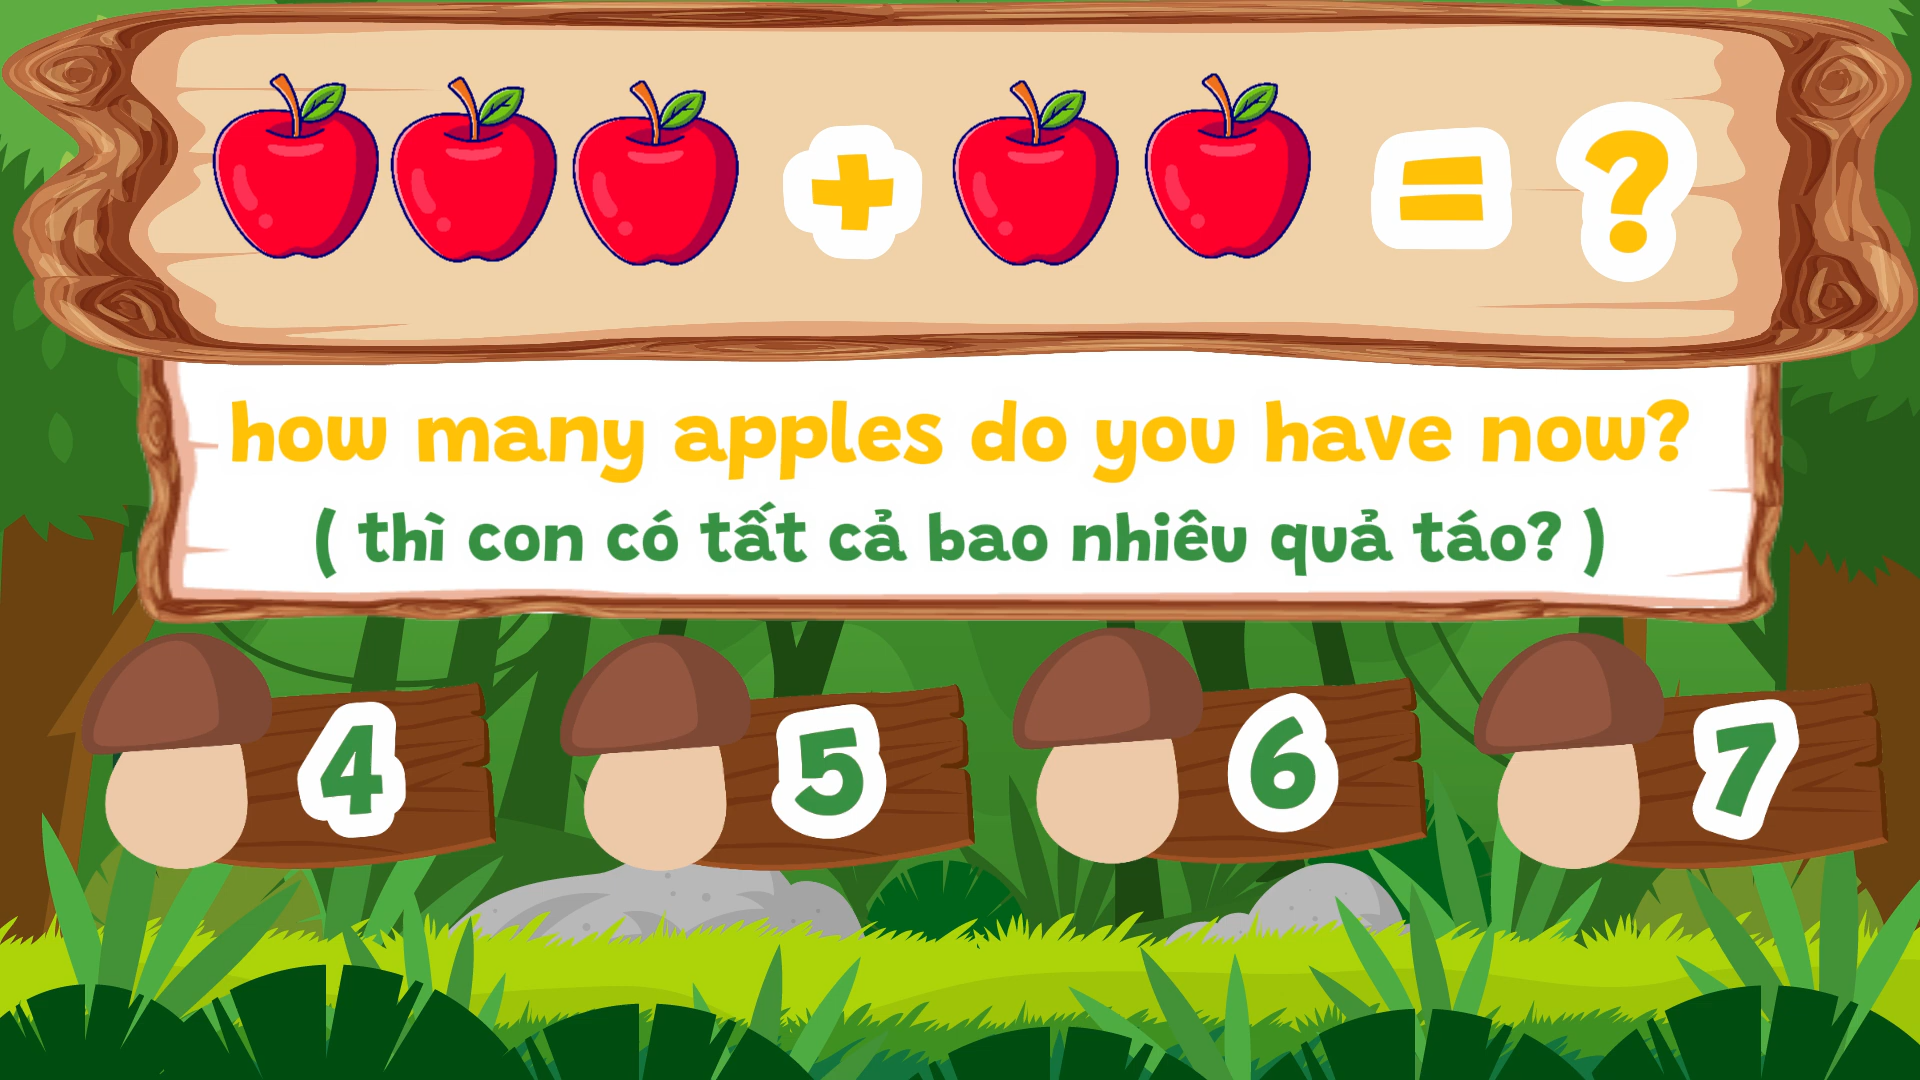 + = ?
how many apples do you have now?
( thì con có tất cả bao nhiêu quả táo? )
4 5 6 7